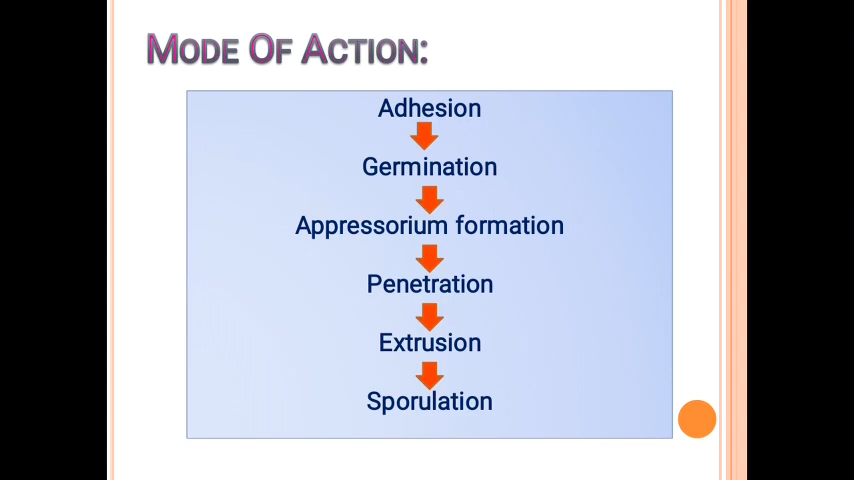 MODE OF ACTION:
Adhesion
Germination
Appressorium formation
Penetration
Extrusion
Sporulation